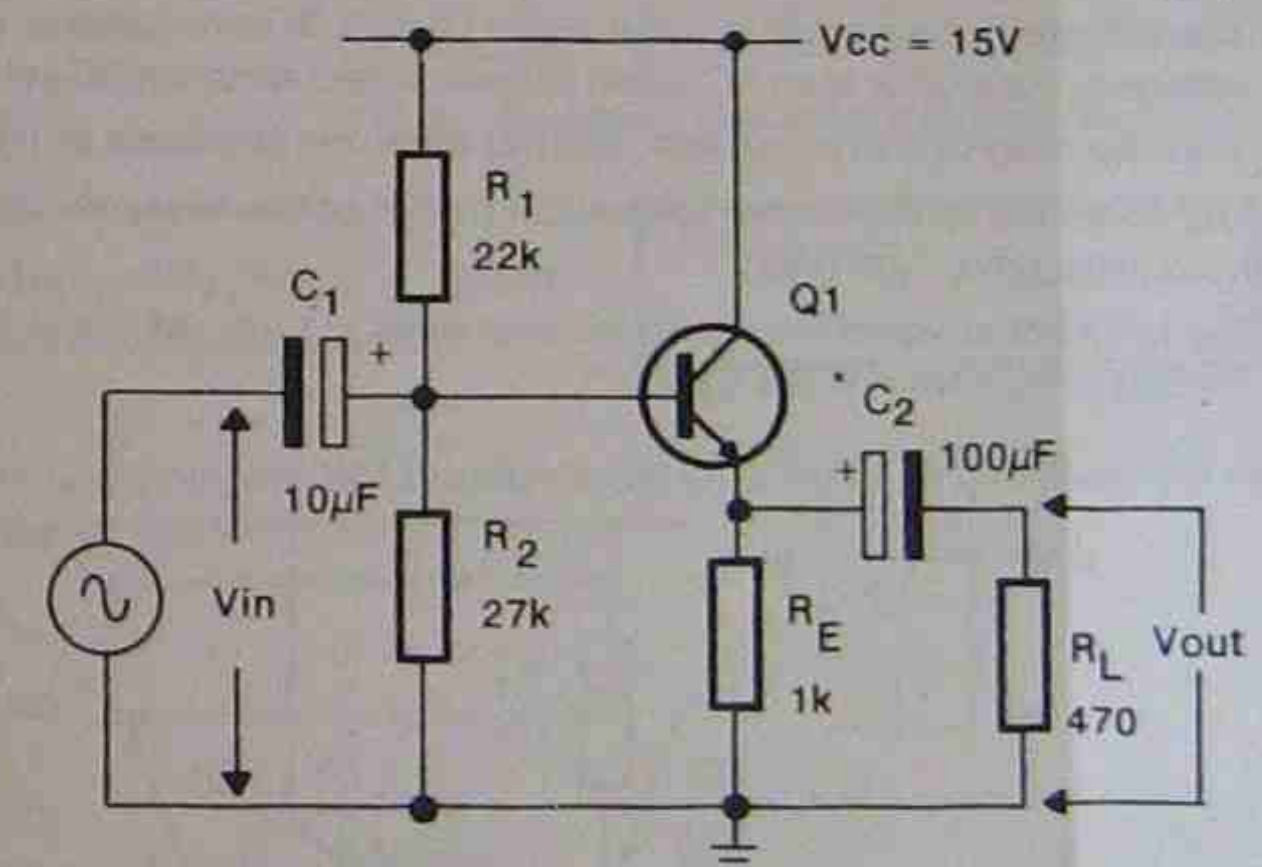 Vcc = 15V
R1
22k
C1
+
10µF
Q1
C2
+
100µF
Vin
R2
27k
RE
1k
RL
470
Vout